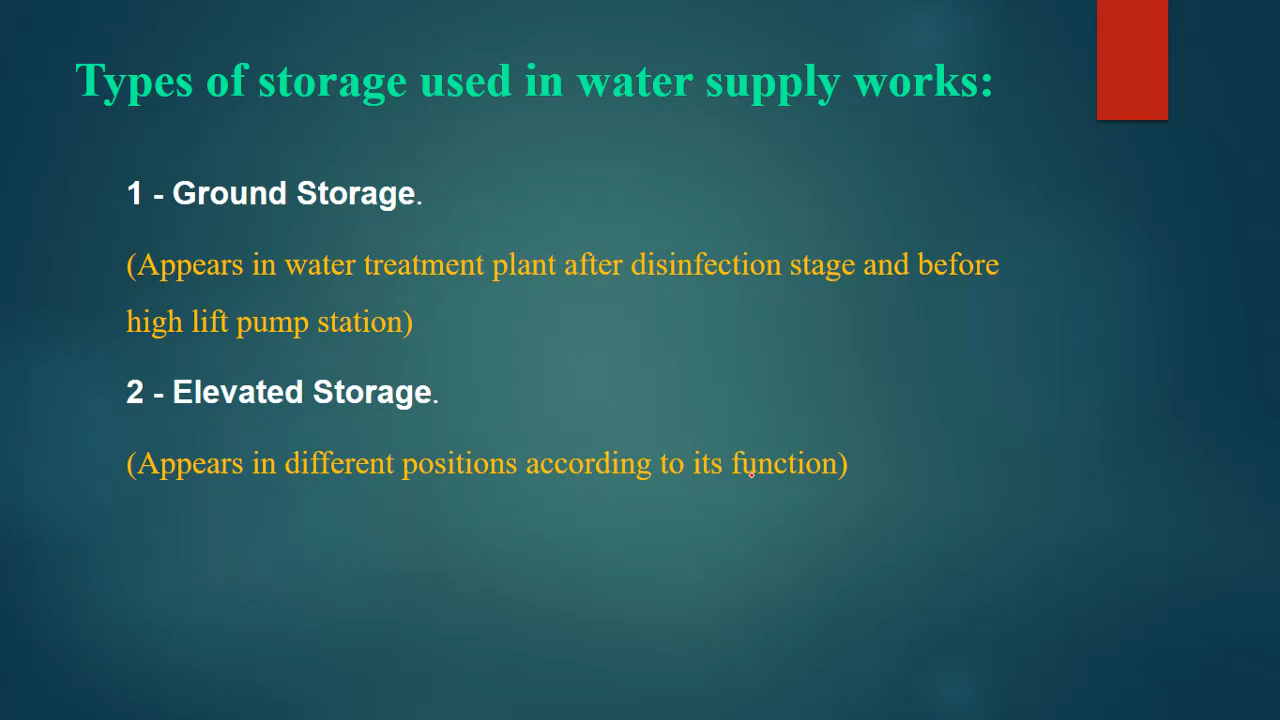 Types of storage used in water supply works:
1 - Ground Storage.
(Appears in water treatment plant after disinfection stage and before
high lift pump station)
2 - Elevated Storage.
(Appears in different positions according to its function)